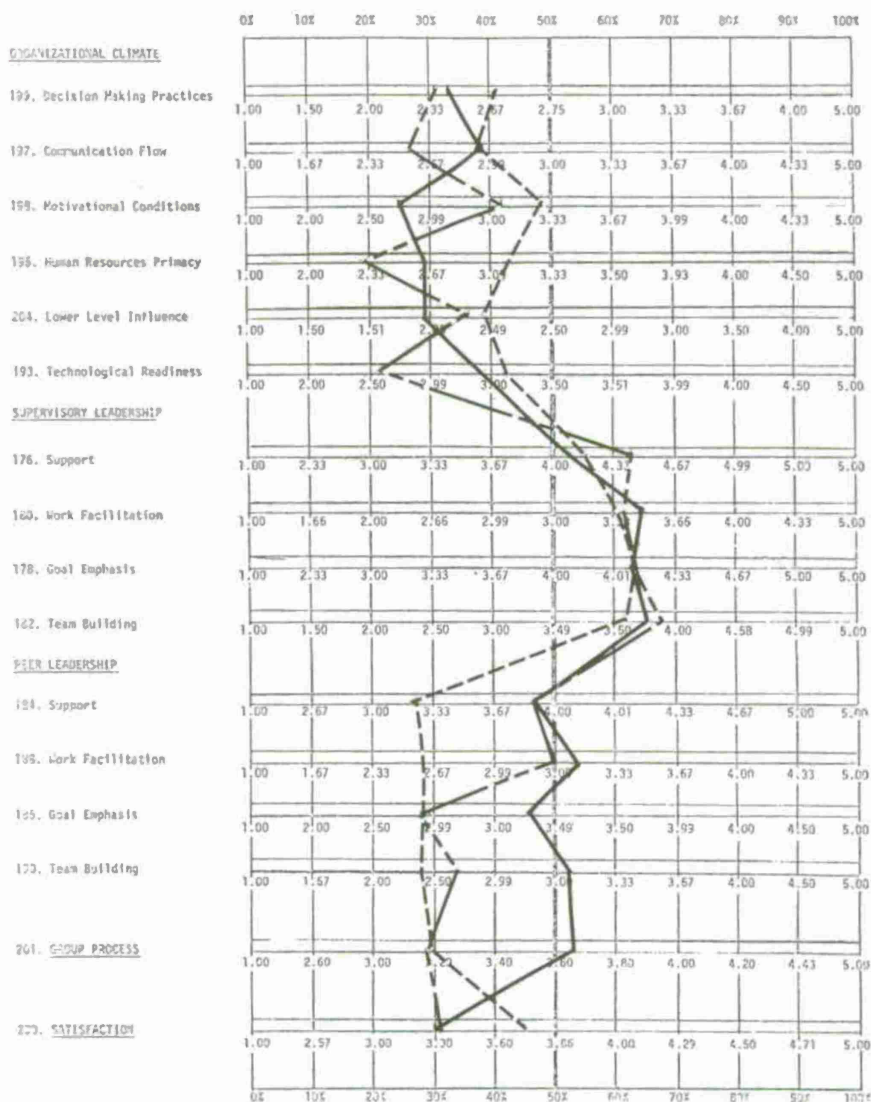 0% 10% 20% 30% 40% 50% 60% 70% 80% 90% 100%
ORGANIZATIONAL CLIMATE
Decision Making Practices
1.00 1.50 2.00 2.33 2.67 2.75 3.00 3.33 3.67 4.00 5.00
197. Communication Flow
1.00 1.67 2.33 2.67 3.00 3.33 3.67 4.00 4.33 5.00
198. Motivational Conditions
1.00 2.00 2.50 2.99 3.00 3.33 3.67 3.99 4.00 4.33 5.00
Human Resources Primacy
1.00 2.00 2.33 2.67 3.33 3.50 3.93 4.00 4.50 5.00
204. Lower Level Influence
1.00 1.50 1.51 2.49 2.50 2.99 3.00 3.50 4.00 5.00
193. Technological Readiness
1.00 2.00 2.50 2.99 3.00 3.50 3.51 3.99 4.00 4.50 5.00
SUPERVISORY LEADERSHIP
176. Support
1.00 2.33 3.00 3.33 3.67 4.00 4.33 4.67 4.99 5.00 5.00
180. Work Facilitation
1.00 1.66 2.00 2.66 2.99 3.00 3.66 4.00 4.33 5.00
178. Goal Emphasis
1.00 2.33 3.00 3.33 3.67 4.00 4.01 4.33 4.67 5.00 5.00
182. Team Building
1.00 1.50 2.00 2.50 3.00 3.49 3.50 4.00 4.58 4.99 5.00
PEER LEADERSHIP
184. Support
1.00 2.67 3.00 3.33 3.67 4.00 4.01 4.33 4.67 5.00 5.00
Work Facilitation
1.00 1.67 2.33 2.67 2.99 3.00 3.33 3.67 4.00 4.33 5.00
Goal Emphasis
1.00 2.00 2.50 2.99 3.00 3.49 3.50 3.93 4.00 4.50 5.00
Team Building
1.00 1.67 2.00 2.50 2.99 3.00 3.33 3.67 4.00 4.50 5.00
201. GROUP PROCESS
1.00 2.60 3.00 3.40 3.60 3.80 4.00 4.20 4.43 5.00
SATISFACTION
1.00 2.57 3.60 4.00 4.29 4.50 4.71 5.00
0% 10% 20% 30% 40% 50% 60% 70% 80% 90% 100%